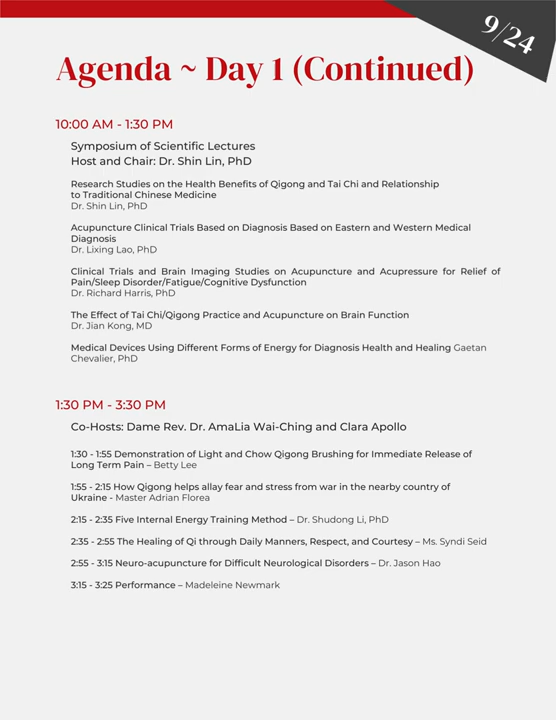 9/24
Agenda ~ Day 1 (Continued)
10:00 AM - 1:30 PM
Symposium of Scientific Lectures
Host and Chair: Dr. Shin Lin, PhD
Research Studies on the Health Benefits of Qigong and Tai Chi and Relationship
to Traditional Chinese Medicine
Dr. Shin Lin, PhD
Acupuncture Clinical Trials Based on Diagnosis Based on Eastern and Western Medical
Diagnosis
Dr. Lixing Lao, PhD
Clinical Trials and Brain Imaging Studies on Acupuncture and Acupressure for Relief of
Pain/Sleep Disorder/Fatigue/Cognitive Dysfunction
Dr. Richard Harris, PhD
The Effect of Tai Chi/Qigong Practice and Acupuncture on Brain Function
Dr. Jian Kong, MD
Medical Devices Using Different Forms of Energy for Diagnosis Health and Healing Gaetan
Chevalier, PhD
1:30 PM - 3:30 PM
Co-Hosts: Dame Rev. Dr. AmaLia Wai-Ching and Clara Apollo
1:30 - 1:55 Demonstration of Light and Chow Qigong Brushing for Immediate Release of
Long Term Pain – Betty Lee
1:55 - 2:15 How Qigong helps allay fear and stress from war in the nearby country of
Ukraine - Master Adrian Florea
2:15 - 2:35 Five Internal Energy Training Method – Dr. Shudong Li, PhD
2:35 - 2:55 The Healing of Qi through Daily Manners, Respect, and Courtesy – Ms. Syndi Seid
2:55 - 3:15 Neuro-acupuncture for Difficult Neurological Disorders – Dr. Jason Hao
3:15 - 3:25 Performance – Madeleine Newmark